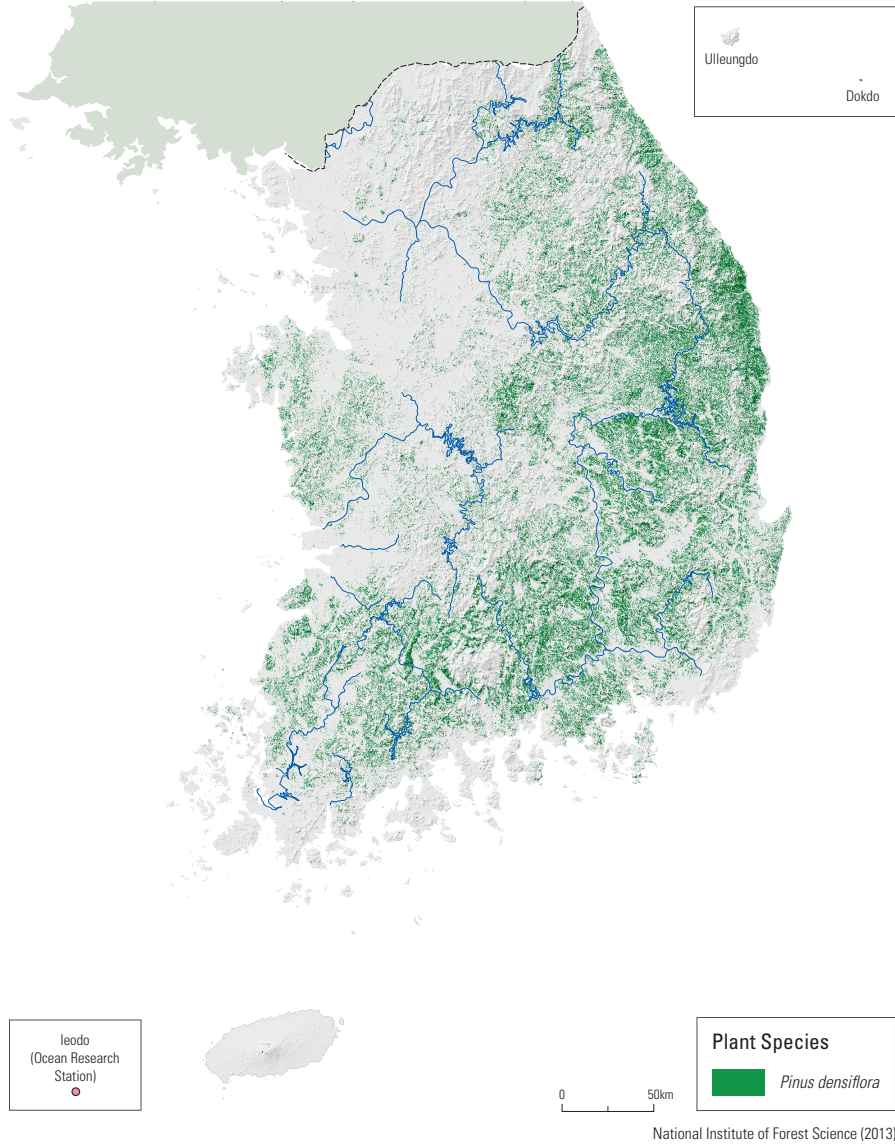 Ulleungdo
Dokdo
Ieodo
(Ocean Research
Station)
Plant Species
Pinus densiflora
0
50km
National Institute of Forest Science (2013)